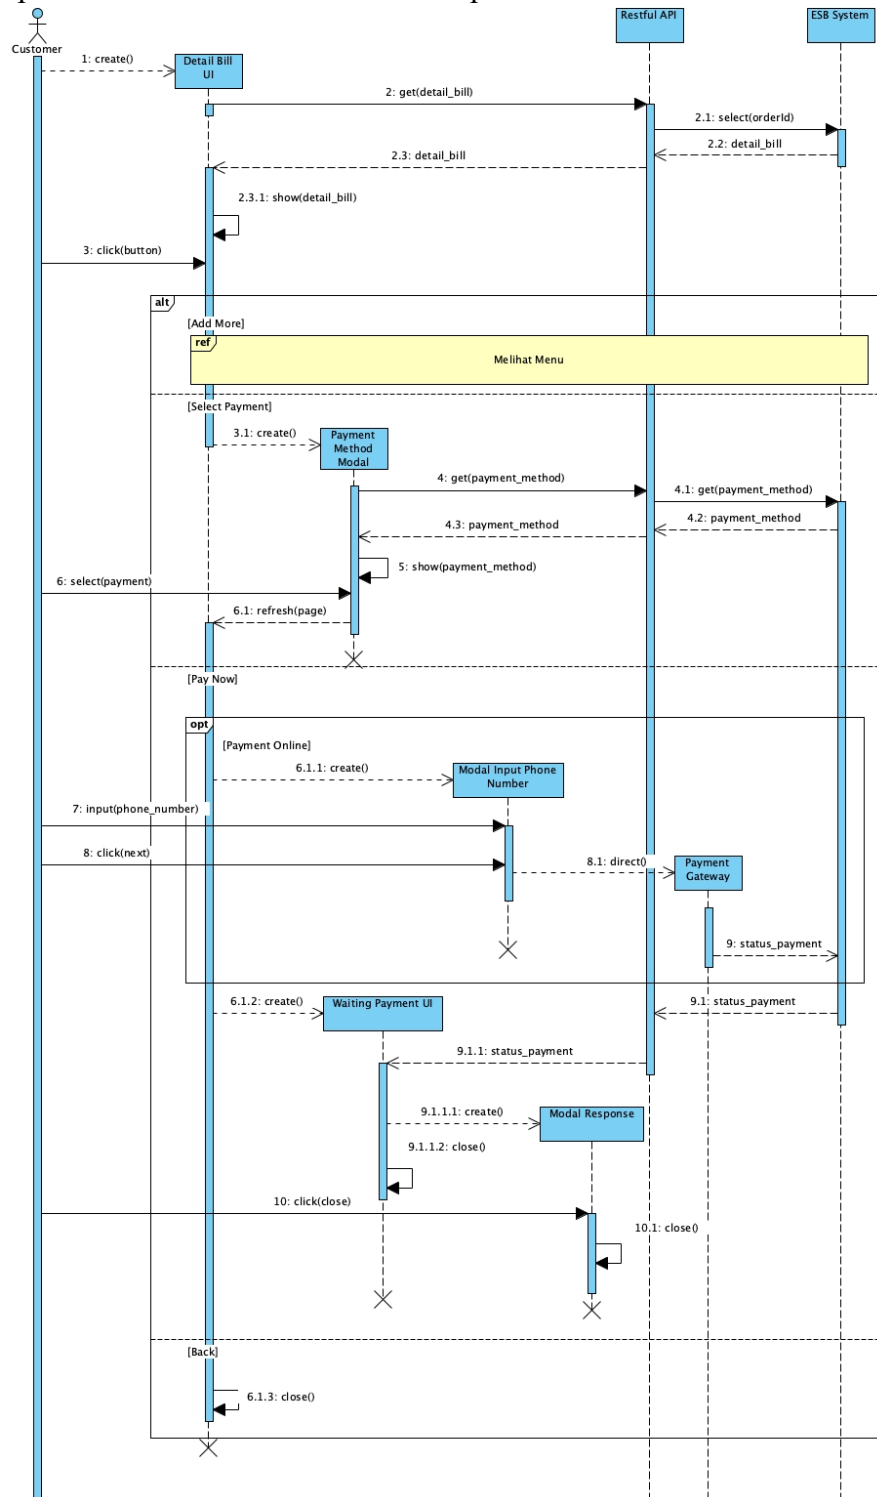 Customer
Restful API
ESB System
1: create()
Detail Bill
UI
2: get(detail_bill)
2.1: select(orderId)
2.2: detail_bill
2.3: detail_bill
2.3.1: show(detail_bill)
3: click(button)
alt
[Add More]
ref
Melihat Menu
[Select Payment]
3.1: create()
Payment
Method
Modal
4: get(payment_method)
4.1: get(payment_method)
4.2: payment_method
4.3: payment_method
5: show(payment_method)
6: select(payment)
6.1: refresh(page)
[Pay Now]
opt
[Payment Online]
6.1.1: create()
Modal Input Phone
Number
7: input(phone_number)
8: click(next)
8.1: direct()
Payment
Gateway
9: status_payment
6.1.2: create()
Waiting Payment UI
9.1: status_payment
9.1.1: status_payment
9.1.1.1: create()
Modal Response
9.1.1.2: close()
10: click(close)
10.1: close()
[Back]
6.1.3: close()